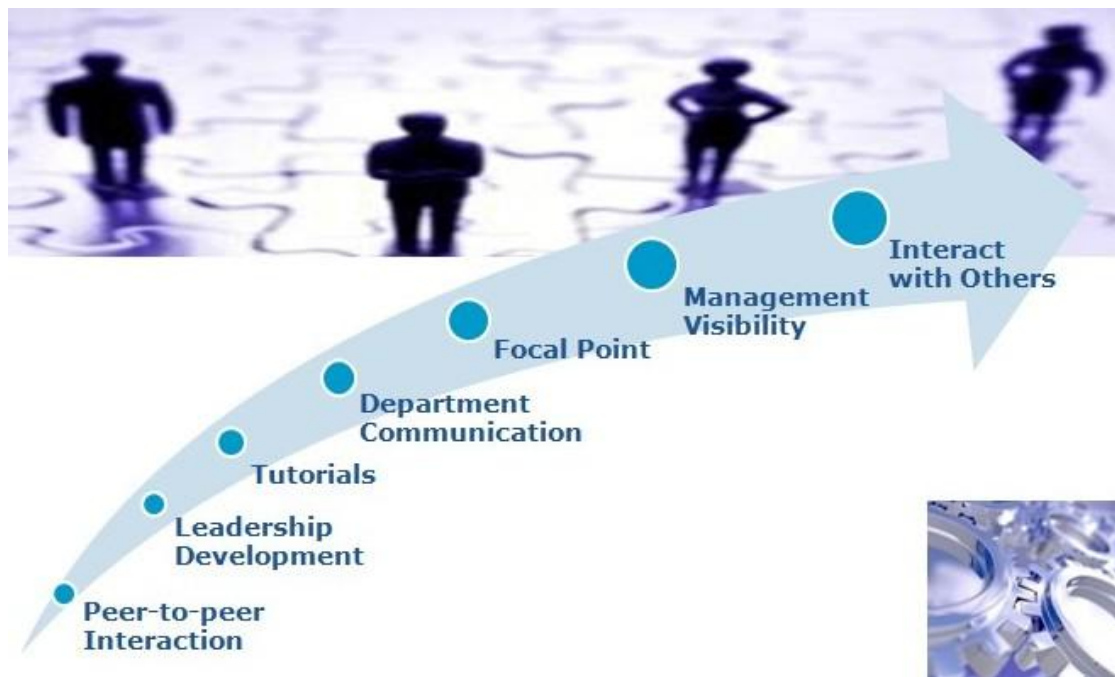 Interact
with Others
Management
Visibility
Focal Point
Department
Communication
Tutorials
Leadership
Development
Peer-to-peer
Interaction